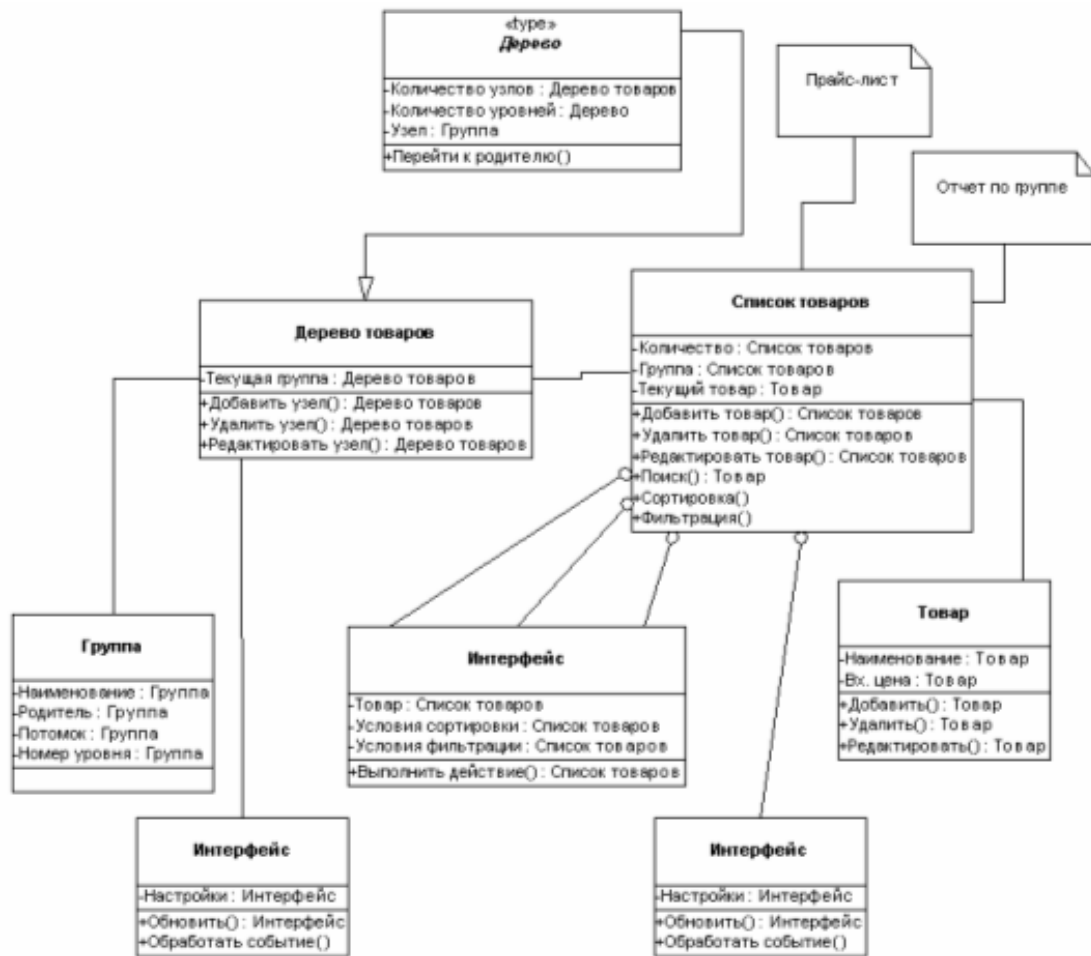 «type»
Дерево
-Количество узлов : Дерево товаров
-Количество уровней : Дерево
-Узел : Группа
+Перейти к родителю()
Прайс-лист
Отчет по группе
Дерево товаров
-Текущая группа : Дерево товаров
+Добавить узел() : Дерево товаров
+Удалить узел() : Дерево товаров
+Редактировать узел() : Дерево товаров
Список товаров
-Количество : Список товаров
-Группа : Список товаров
-Текущий товар : Товар
+Добавить товар() : Список товаров
+Удалить товар() : Список товаров
+Редактировать товар() : Список товаров
+Поиск() : Товар
+Сортировка()
+Фильтрация()
Группа
-Наименование : Группа
-Родитель : Группа
-Потомок : Группа
-Номер уровня : Группа
Интерфейс
-Товар : Список товаров
-Условия сортировки : Список товаров
-Условия фильтрации : Список товаров
+Выполнить действие() : Список товаров
Товар
-Наименование : Товар
-Вх. цена : Товар
+Добавить() : Товар
+Удалить() : Товар
+Редактировать() : Товар
Интерфейс
-Настройки : Интерфейс
+Обновить() : Интерфейс
+Обработать событие()
Интерфейс
-Настройки : Интерфейс
+Обновить() : Интерфейс
+Обработать событие()